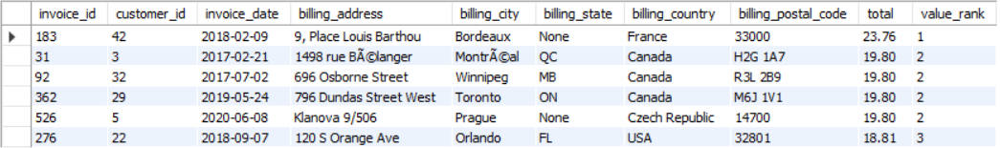 invoice_id customer_id invoice_date billing_address billing_city billing_state billing_country billing_postal_code total value_rank
183 42 2018-02-09 9, Place Louis Barthou Bordeaux None France 33000 23.76 1
31 3 2017-02-21 1498 rue BÃ©langer MontrÃ©al QC Canada H2G 1A7 19.80 2
92 32 2017-07-02 696 Osborne Street Winnipeg MB Canada R3L 2B9 19.80 2
362 29 2019-05-24 796 Dundas Street West Toronto ON Canada M6J 1V1 19.80 2
526 5 2020-06-08 Klanova 9/506 Prague None Czech Republic 14700 19.80 2
276 22 2018-09-07 120 S Orange Ave Orlando FL USA 32801 18.81 3